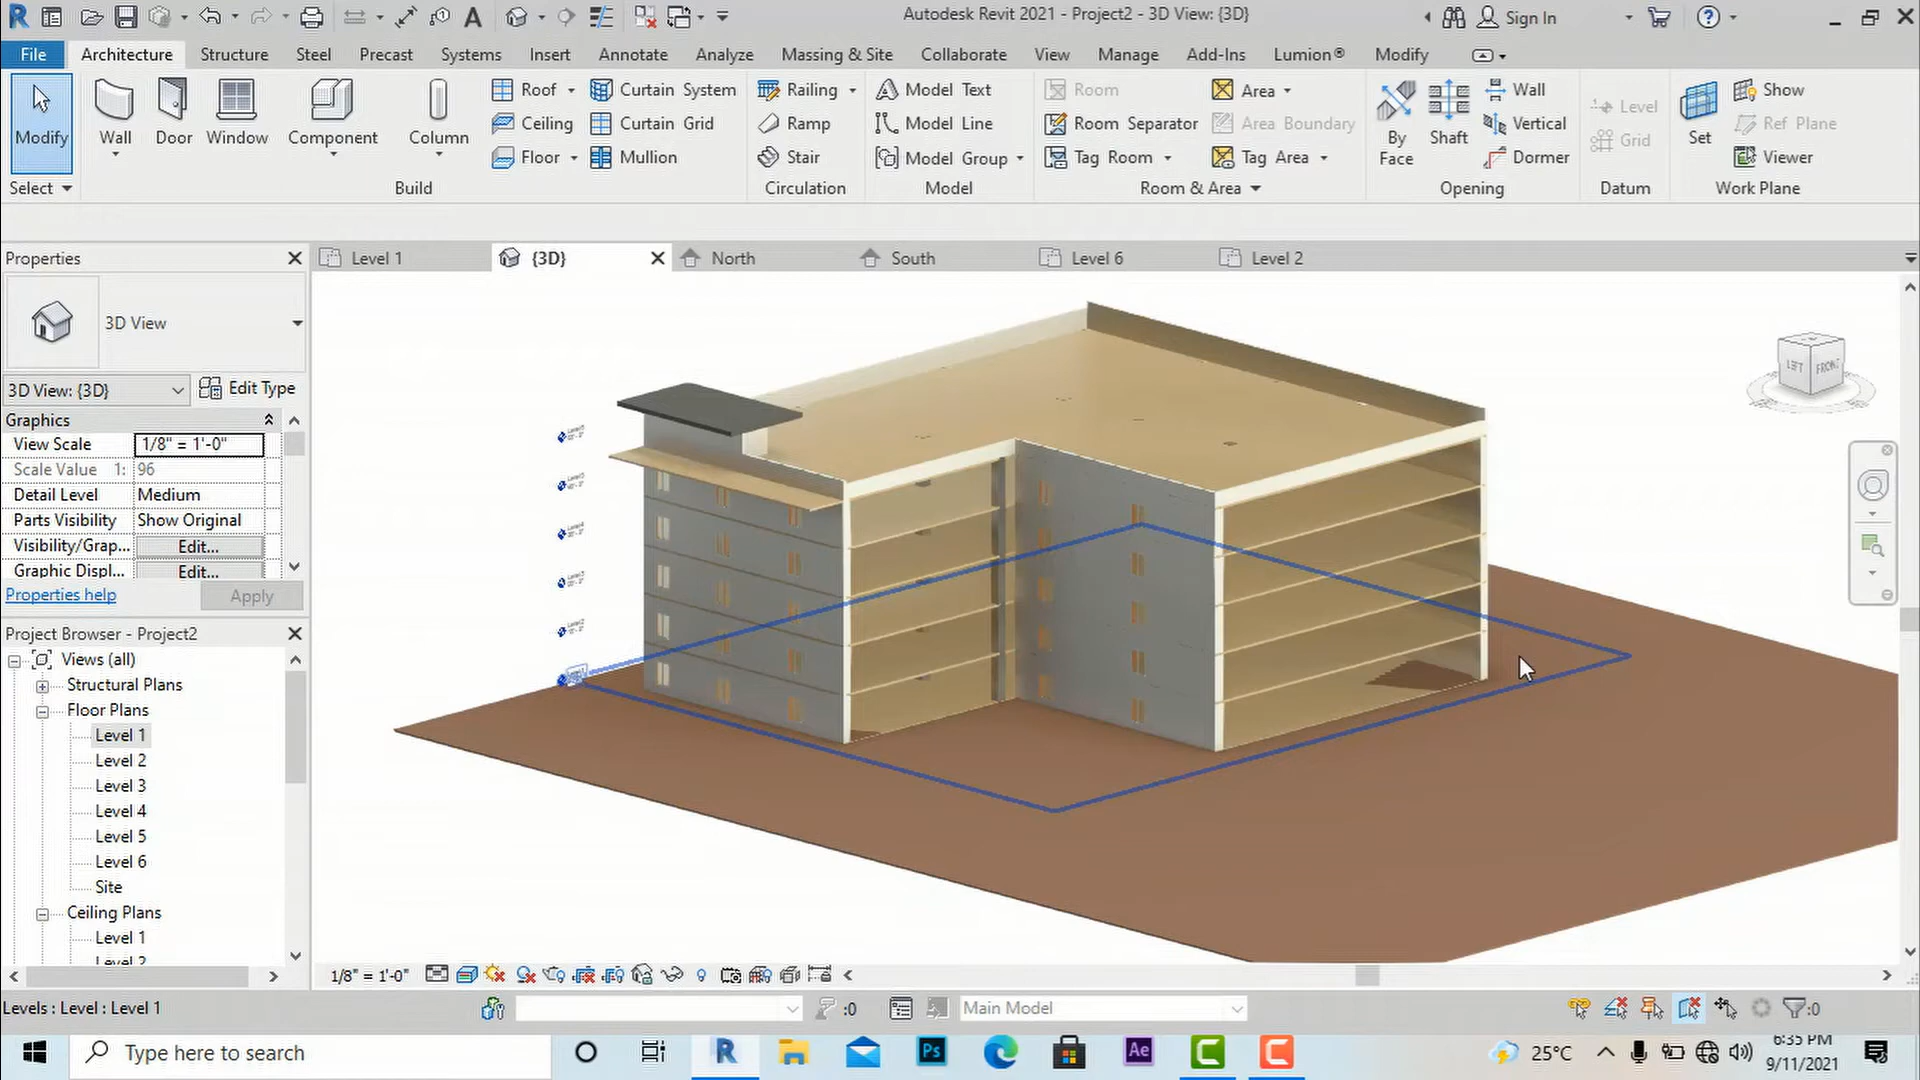 Autodesk Revit 2021 - Project2 - 3D View: {3D}
Sign In
File Architecture Structure Steel Precast Systems Insert Annotate Analyze Massing & Site Collaborate View Manage Add-Ins Lumion® Modify
Modify
Wall
Door
Window
Component
Column
Roof
Ceiling
Floor
Curtain System
Curtain Grid
Mullion
Railing
Ramp
Stair
Model Text
Model Line
Model Group
Room
Room Separator
Tag Room
Area
Area Boundary
Tag Area
By
Face
Shaft
Wall
Vertical
Dormer
Level
Grid
Set
Show
Ref Plane
Viewer
Select
Build
Circulation
Model
Room & Area
Opening
Datum
Work Plane
Properties
Level 1
{3D}
North
South
Level 6
Level 2
3D View
3D View: {3D}
Edit Type
Graphics
View Scale 1/8" = 1'-0"
Scale Value 1: 96
Detail Level Medium
Parts Visibility Show Original
Visibility/Grap... Edit...
Graphic Displ... Edit...
Properties help
Apply
LEFT
FRONT
Project Browser - Project2
Views (all)
Structural Plans
Floor Plans
Level 1
Level 2
Level 3
Level 4
Level 5
Level 6
Site
Ceiling Plans
Level 1
Level 2
1/8" = 1'-0"
Levels : Level : Level 1
:0
Main Model
:0
Type here to search
R
Ps
Ae
25°C
6:35 PM
9/11/2021